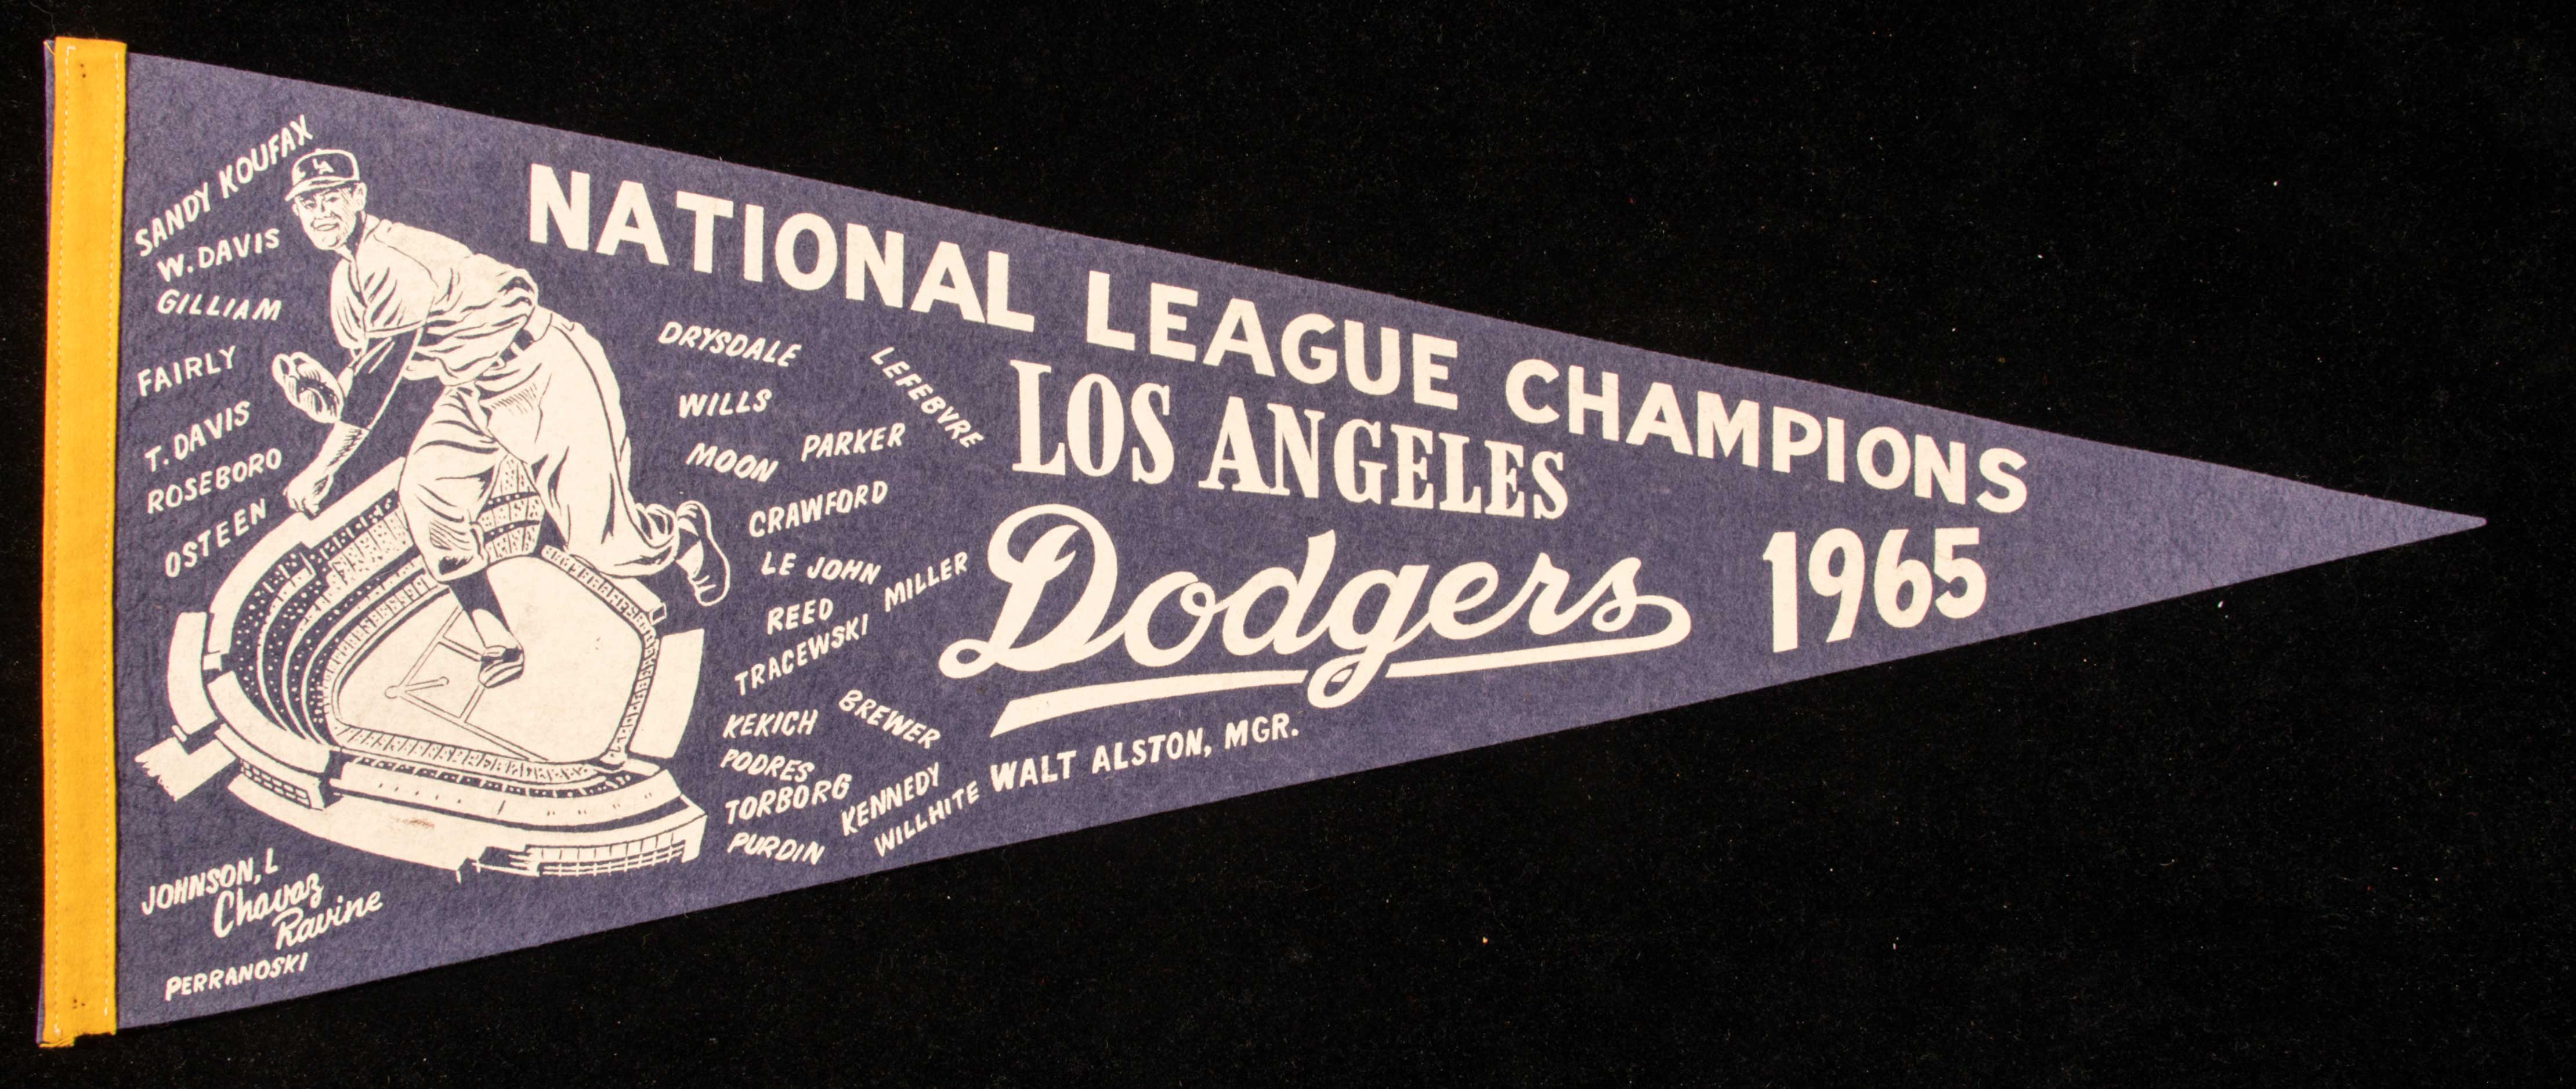 SANDY KOUFAX
W. DAVIS
GILLIAM
FAIRLY
T. DAVIS
ROSEBORO
OSTEEN
LA
NATIONAL LEAGUE CHAMPIONS
LOS ANGELES
Dodgers
1965
DRYSDALE
LEFEBVRE
WILLS
MOON
PARKER
CRAWFORD
LE JOHN
MILLER
REED
TRACEWSKI
KEKICH
BREWER
PODRES
TORBORG
KENNEDY
PURDIN
WILLHITE
WALT ALSTON, MGR.
JOHNSON, L
Chavaz
Ravine
PERRANOSKI